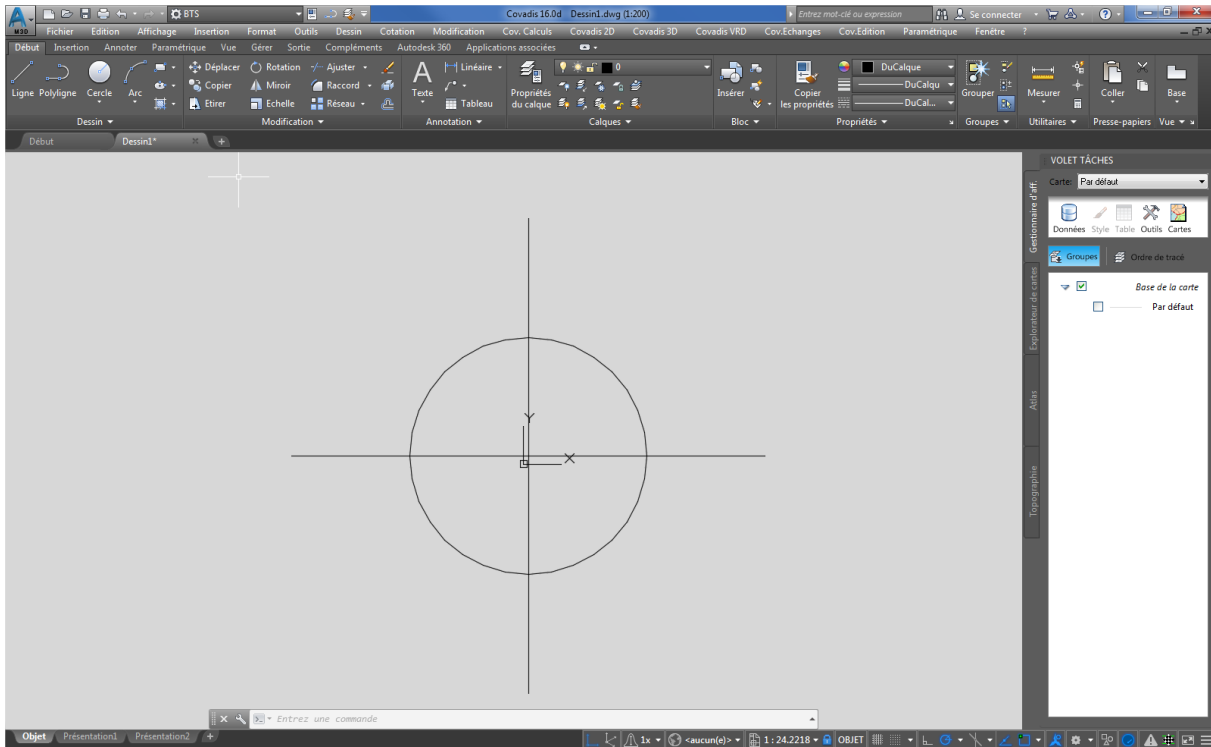 BTS
Covadis 16.0d Dessin1.dwg (1:200)
Entrez mot-clé ou expression
Se connecter
M3D
Fichier Edition Affichage Insertion Format Outils Dessin Cotation Modification Cov. Calculs Covadis 2D Covadis 3D Covadis VRD Cov.Echanges Cov.Edition Paramétrique Fenêtre ?
Début Insertion Annoter Paramétrique Vue Gérer Sortie Compléments Autodesk 360 Applications associées
Ligne Polyligne Cercle Arc
Déplacer Rotation Ajuster
Copier Miroir Raccord
Etirer Echelle Réseau
Texte Linéaire
Tableau
Propriétés du calque
0
Insérer
Copier les propriétés
DuCalque
DuCalqu
DuCal...
Grouper
Mesurer
Coller
Base
Dessin Modification Annotation Calques Bloc Propriétés Groupes Utilitaires Presse-papiers Vue
Début Dessin1* +
VOLET TÂCHES
Carte: Par défaut
Données Style Table Outils Cartes
Groupes Ordre de tracé
Base de la carte
Par défaut
Gestionnaire d'aff.
Explorateur de cartes
Atlas
Topographie
Y
X
Entrez une commande
Objet Présentation1 Présentation2 +
1x <aucun(e)> 1 : 24.2218 OBJET